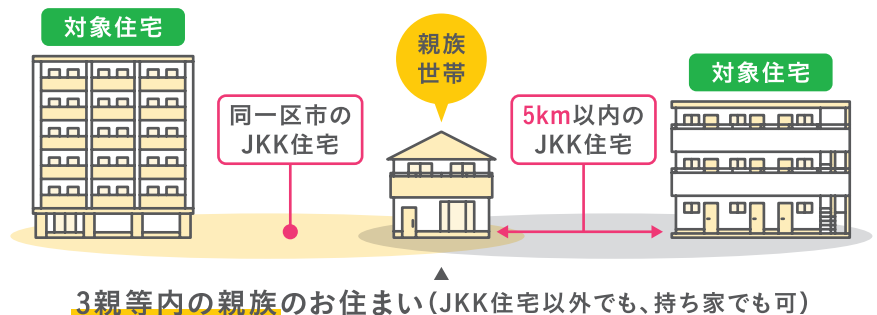 対象住宅
親族
世帯
対象住宅
同一区市の
JKK住宅
5km以内の
JKK住宅
3親等内の親族のお住まい（JKK住宅以外でも、持ち家でも可）